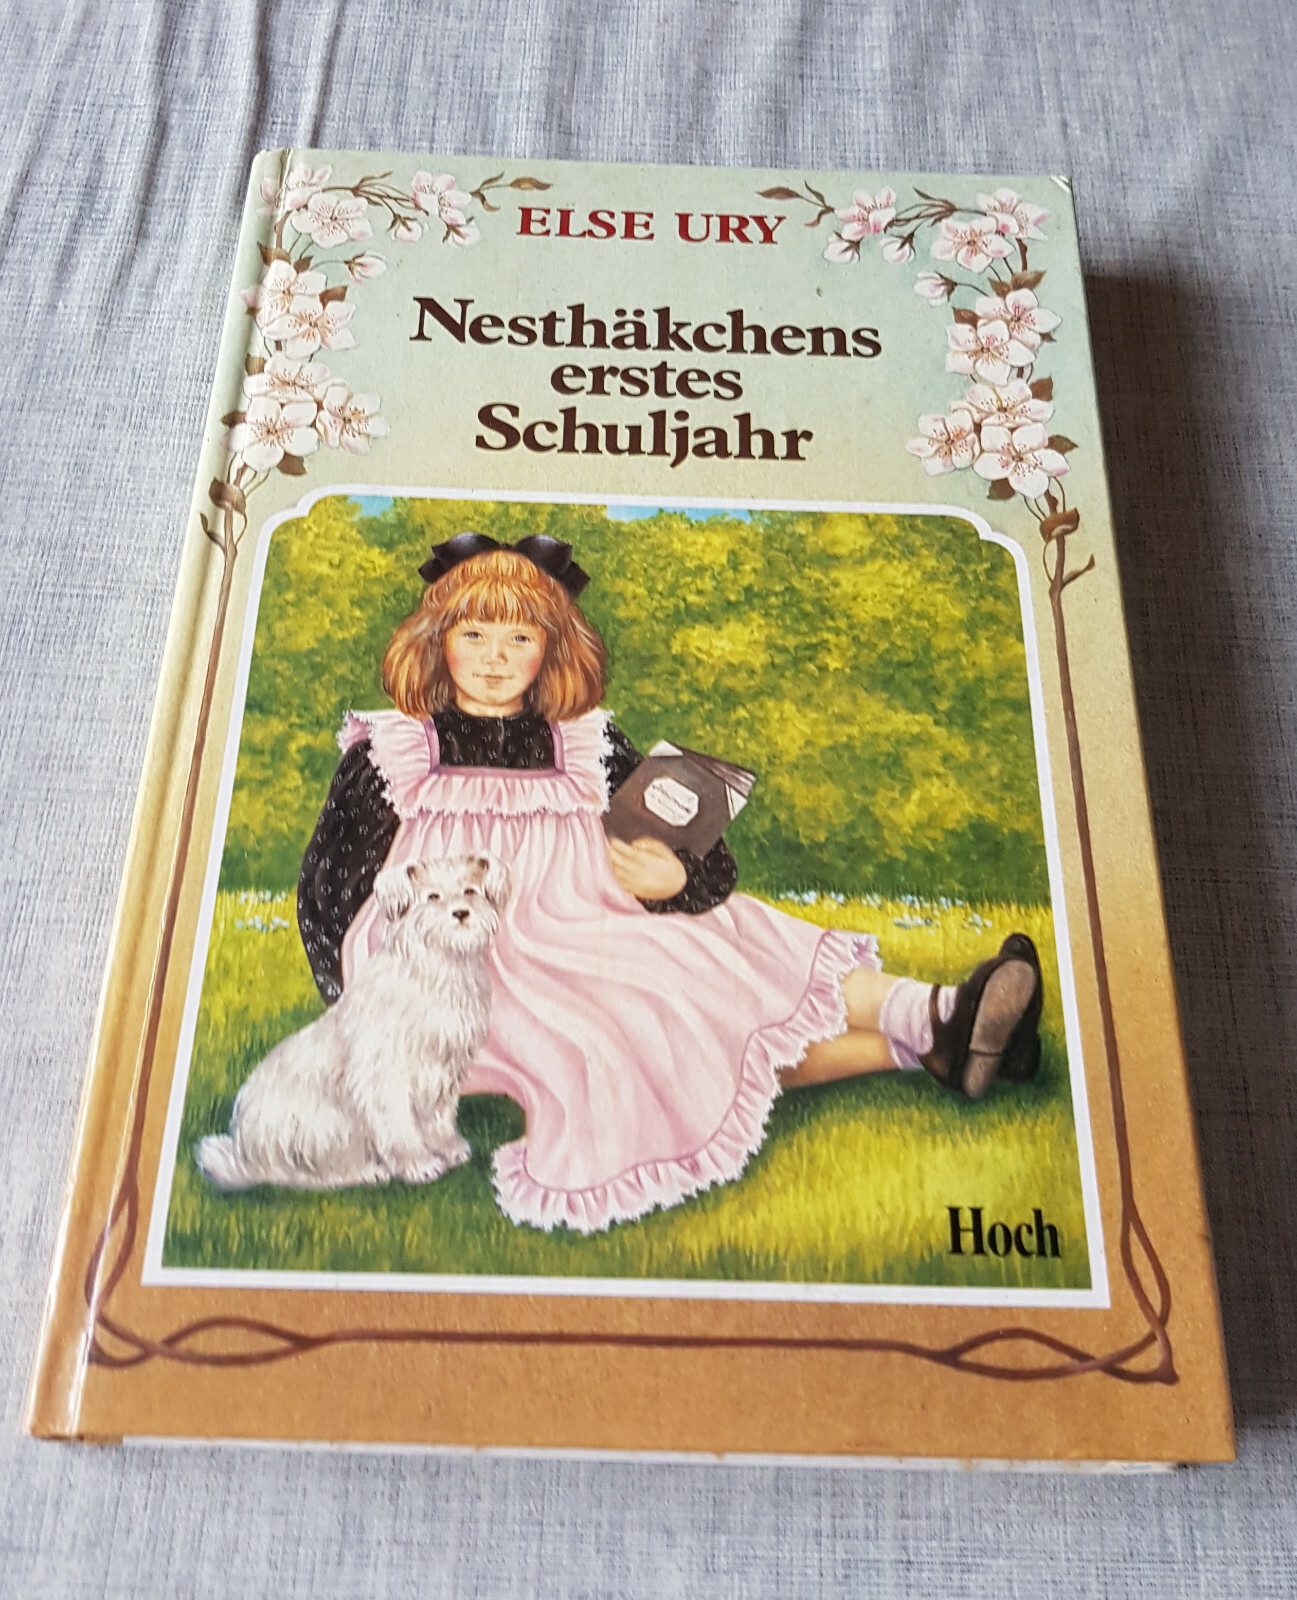 ELSE URY
Nesthäkchens
erstes
Schuljahr
Hoch